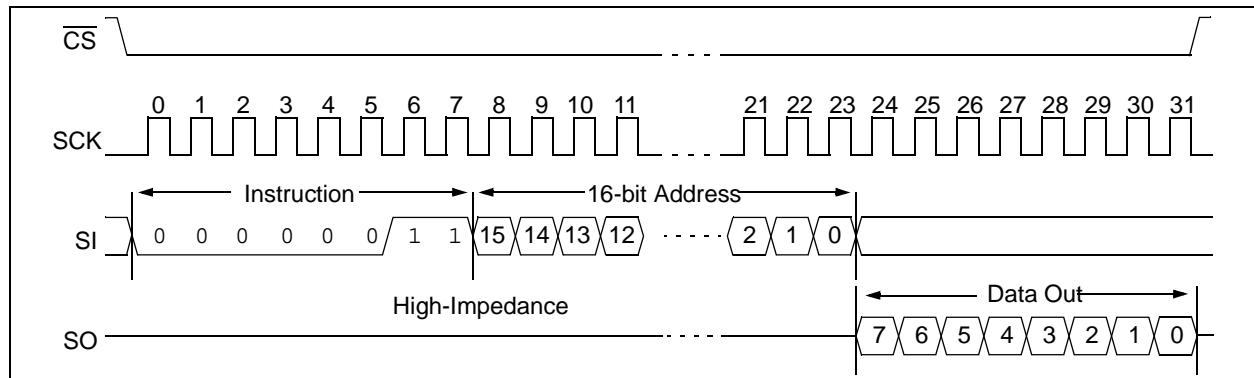 CS
0 1 2 3 4 5 6 7 8 9 10 11 21 22 23 24 25 26 27 28 29 30 31
SCK
Instruction 16-bit Address
SI 0 0 0 0 0 0 1 1 15 14 13 12 2 1 0
Data Out
High-Impedance
SO 7 6 5 4 3 2 1 0